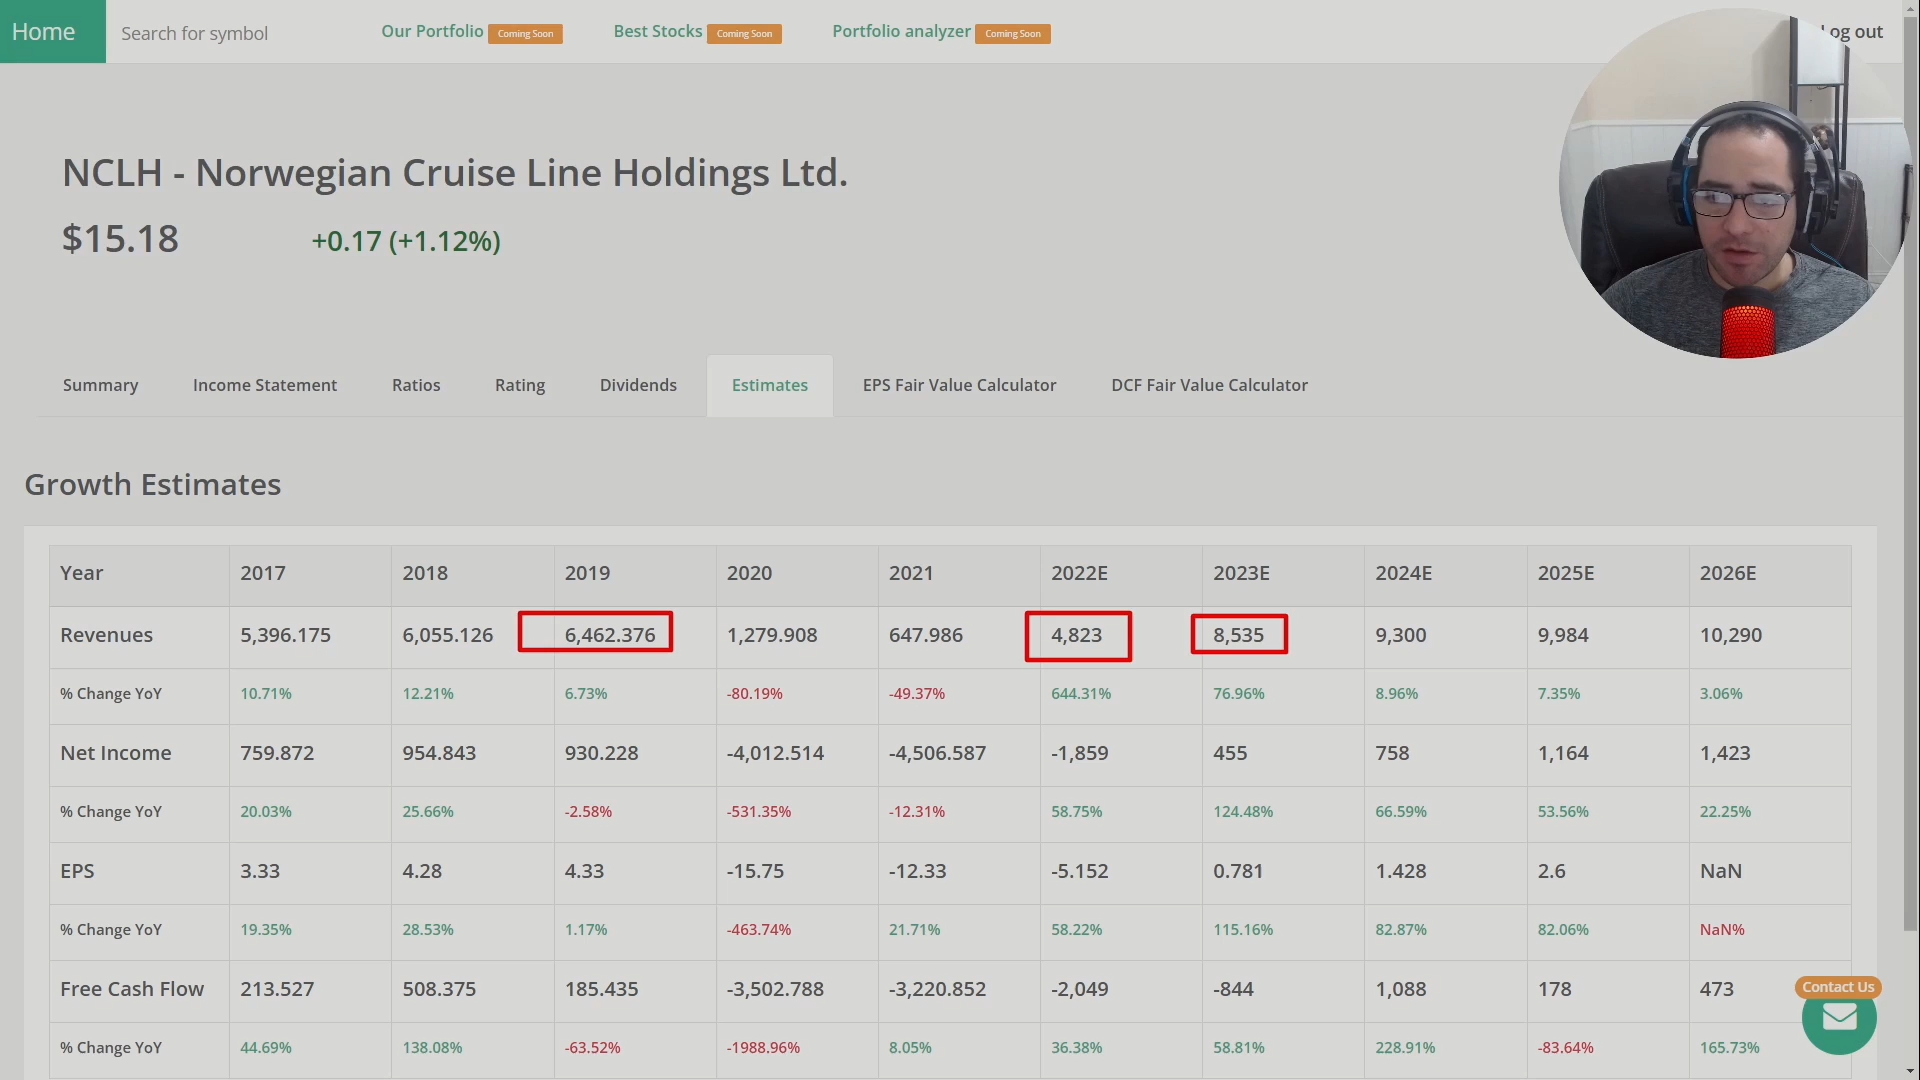 Home
Search for symbol
Our Portfolio Coming Soon
Best Stocks Coming Soon
Portfolio analyzer Coming Soon
Log out
NCLH - Norwegian Cruise Line Holdings Ltd.
$15.18 +0.17 (+1.12%)
Summary Income Statement Ratios Rating Dividends Estimates EPS Fair Value Calculator DCF Fair Value Calculator
Growth Estimates
Year 2017 2018 2019 2020 2021 2022E 2023E 2024E 2025E 2026E
Revenues 5,396.175 6,055.126 6,462.376 1,279.908 647.986 4,823 8,535 9,300 9,984 10,290
% Change YoY 10.71% 12.21% 6.73% -80.19% -49.37% 644.31% 76.96% 8.96% 7.35% 3.06%
Net Income 759.872 954.843 930.228 -4,012.514 -4,506.587 -1,859 455 758 1,164 1,423
% Change YoY 20.03% 25.66% -2.58% -531.35% -12.31% 58.75% 124.48% 66.59% 53.56% 22.25%
EPS 3.33 4.28 4.33 -15.75 -12.33 -5.152 0.781 1.428 2.6 NaN
% Change YoY 19.35% 28.53% 1.17% -463.74% 21.71% 58.22% 115.16% 82.87% 82.06% NaN%
Free Cash Flow 213.527 508.375 185.435 -3,502.788 -3,220.852 -2,049 -844 1,088 178 473
% Change YoY 44.69% 138.08% -63.52% -1988.96% 8.05% 36.38% 58.81% 228.91% -83.64% 165.73%
Contact Us